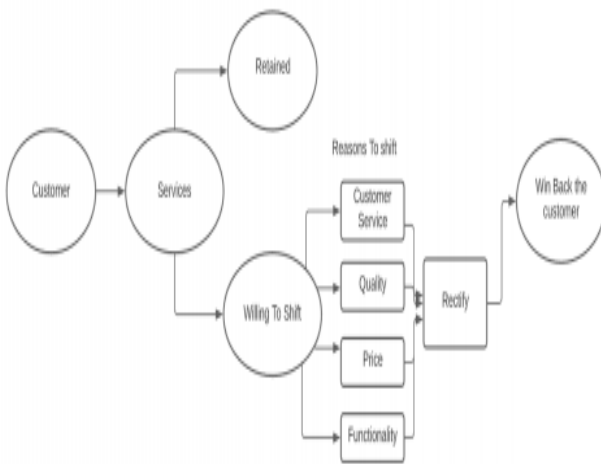 Retained
Customer
Services
Willing To Shift
Reasons To shift
Customer
Service
Quality
Price
Functionality
Rectify
Win Back the
customer